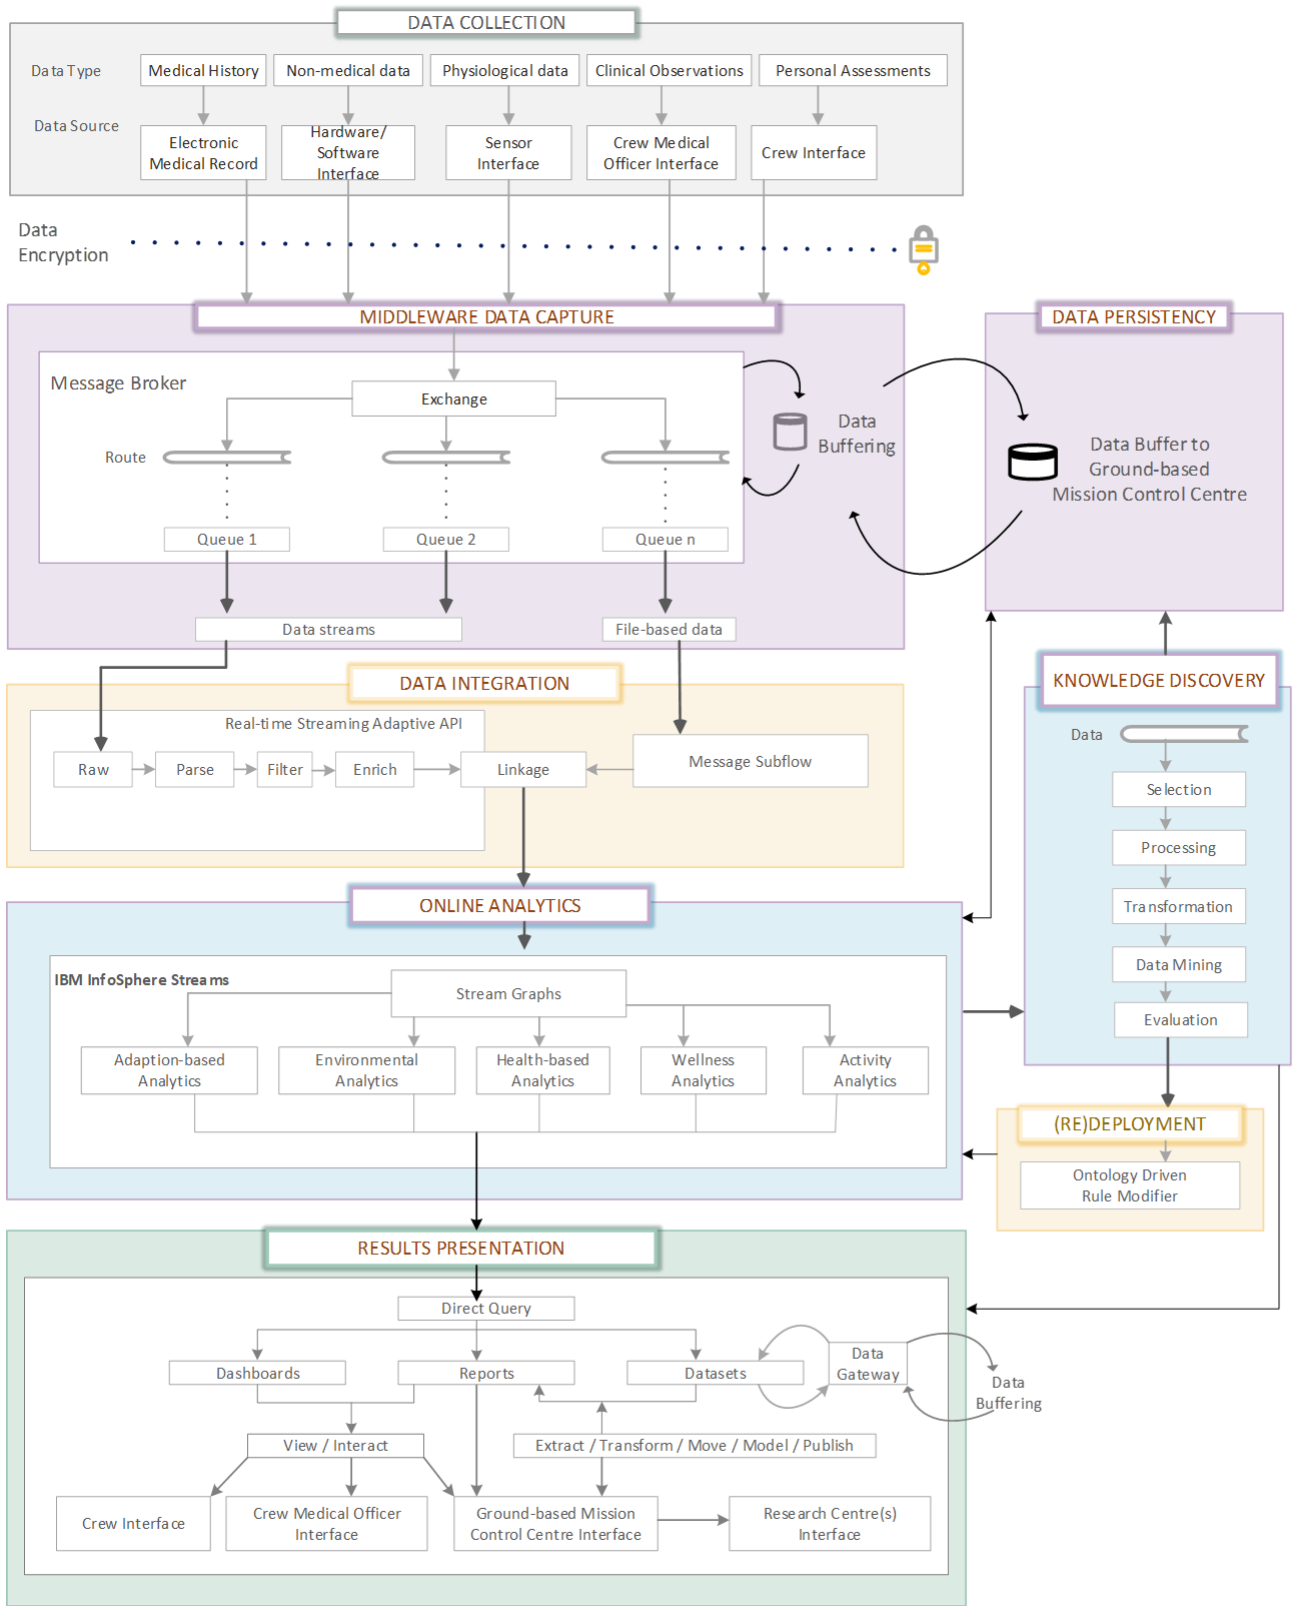 DATA COLLECTION
Data Type
Medical History
Non-medical data
Physiological data
Clinical Observations
Personal Assessments
Data Source
Electronic
Medical Record
Hardware/
Software
Interface
Sensor
Interface
Crew Medical
Officer Interface
Crew Interface
Data
Encryption
MIDDLEWARE DATA CAPTURE
DATA PERSISTENCY
Message Broker
Exchange
Route
Data
Buffering
Data Buffer to
Ground-based
Mission Control Centre
Queue 1
Queue 2
Queue n
Data streams
File-based data
DATA INTEGRATION
KNOWLEDGE DISCOVERY
Real-time Streaming Adaptive API
Raw
Parse
Filter
Enrich
Linkage
Message Subflow
Data
Selection
Processing
Transformation
Data Mining
Evaluation
ONLINE ANALYTICS
IBM InfoSphere Streams
Stream Graphs
Adaption-based
Analytics
Environmental
Analytics
Health-based
Analytics
Wellness
Analytics
Activity
Analytics
(RE)DEPLOYMENT
Ontology Driven
Rule Modifier
RESULTS PRESENTATION
Direct Query
Dashboards
Reports
Datasets
Data
Gateway
Data
Buffering
View / Interact
Extract / Transform / Move / Model / Publish
Crew Interface
Crew Medical Officer
Interface
Ground-based Mission
Control Centre Interface
Research Centre(s)
Interface